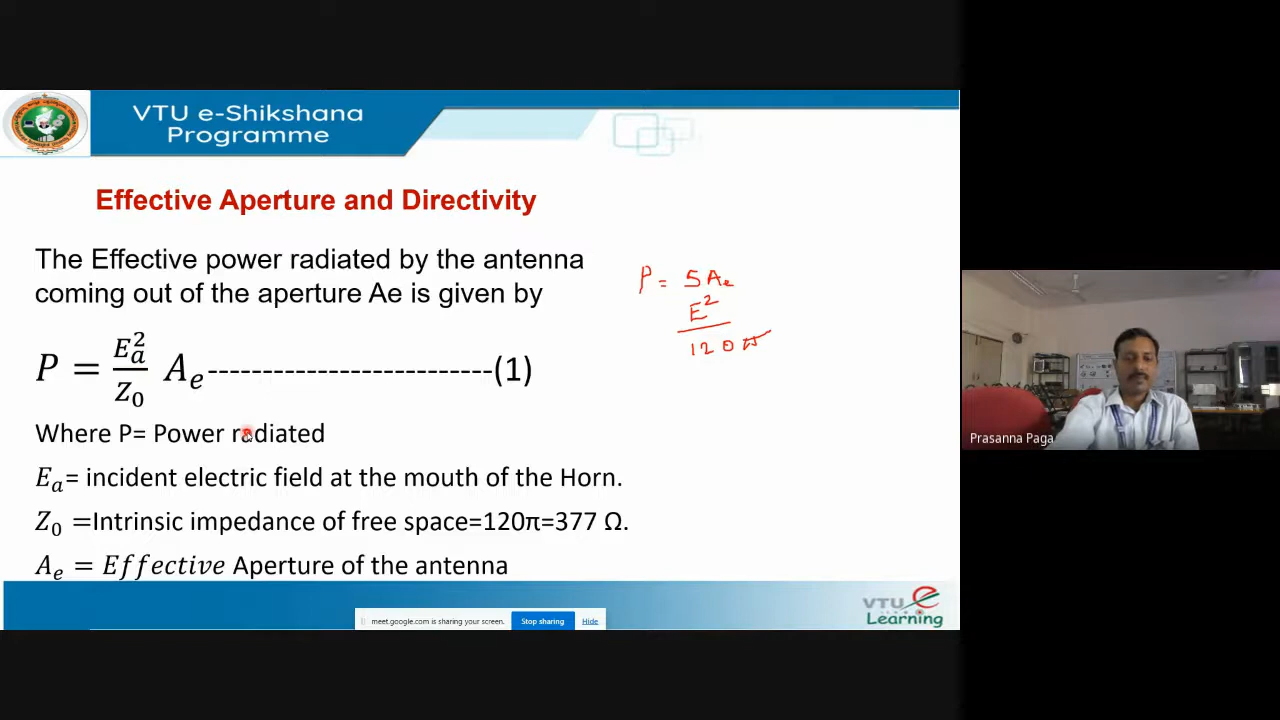 VTU e-Shikshana
Programme
Effective Aperture and Directivity
The Effective power radiated by the antenna
coming out of the aperture Ae is given by
P = E_a^2/Z_0 A_e--------------------------(1)
Where P= Power radiated
E_a= incident electric field at the mouth of the Horn.
Z_0 =Intrinsic impedance of free space=120π=377 Ω.
A_e = Effective Aperture of the antenna
P = SAe
E^2
120π
Prasanna Paga
meet.google.com is sharing your screen. Stop sharing Hide
VTU e
Learning